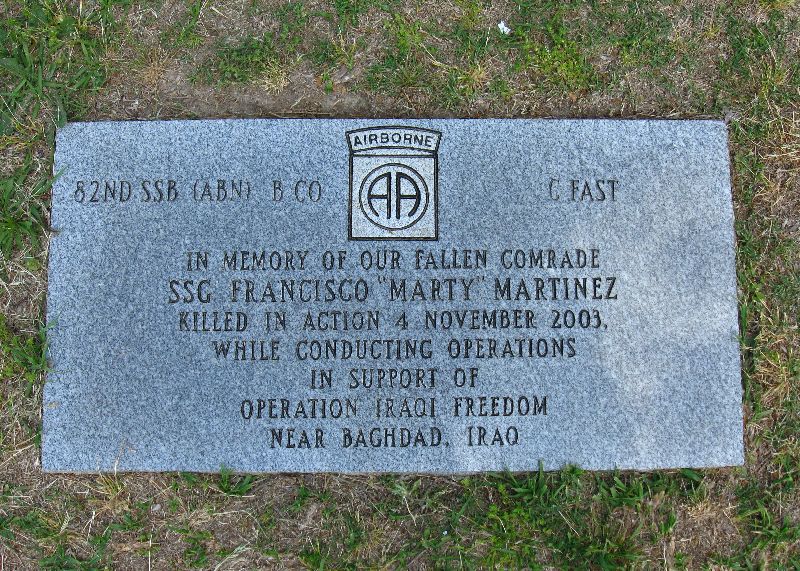 AIRBORNE
82ND SSB (ABN) B CO C FAST
AA
IN MEMORY OF OUR FALLEN COMRADE
SSG FRANCISCO "MARTY" MARTINEZ
KILLED IN ACTION 4 NOVEMBER 2003,
WHILE CONDUCTING OPERATIONS
IN SUPPORT OF
OPERATION IRAQI FREEDOM
NEAR BAGHDAD, IRAQ